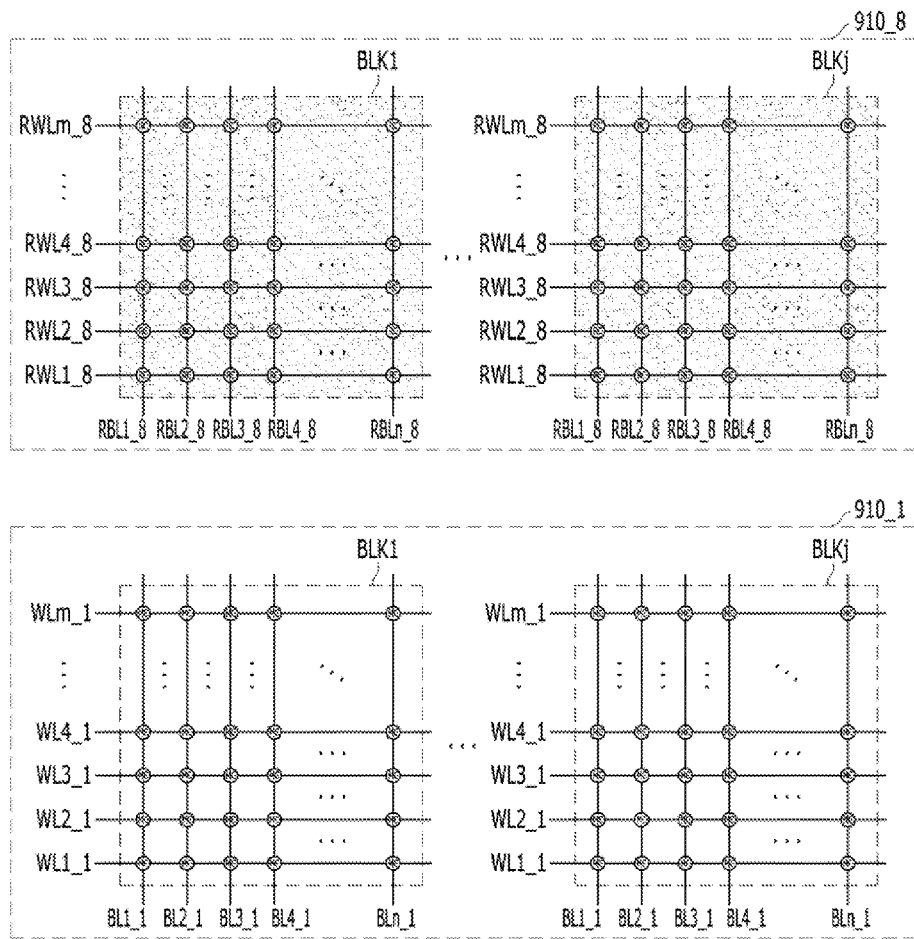 910_8
BLK1 BLKj
RWLm_8 RWLm_8
RWL4_8 RWL4_8
RWL3_8 RWL3_8
RWL2_8 RWL2_8
RWL1_8 RWL1_8
RBL1_8 RBL2_8 RBL3_8 RBL4_8 RBLn_8 RBL1_8 RBL2_8 RBL3_8 RBL4_8 RBLn_8
910_1
BLK1 BLKj
WLm_1 WLm_1
WL4_1 WL4_1
WL3_1 WL3_1
WL2_1 WL2_1
WL1_1 WL1_1
BL1_1 BL2_1 BL3_1 BL4_1 BLn_1 BL1_1 BL2_1 BL3_1 BL4_1 BLn_1